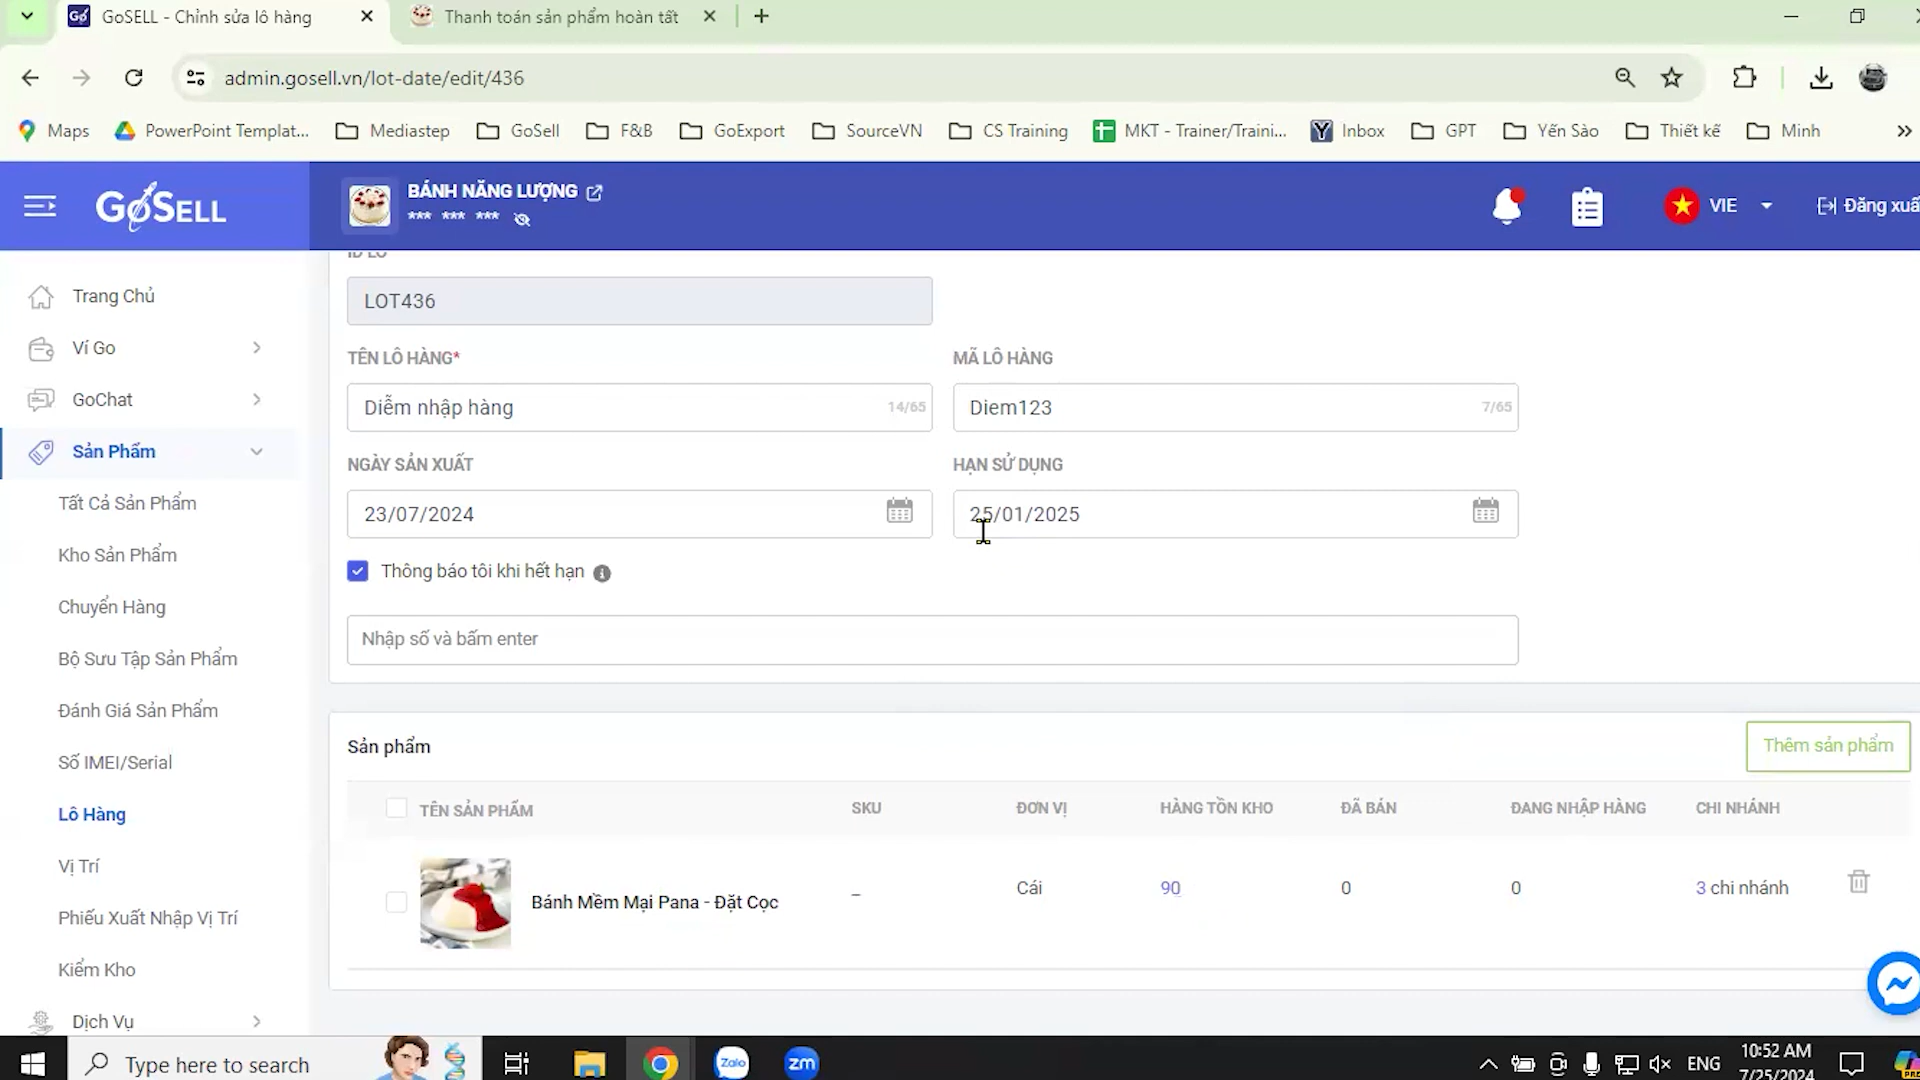 GoSELL - Chỉnh sửa lô hàng
Thanh toán sản phẩm hoàn tất
admin.gosell.vn/lot-date/edit/436
Maps
PowerPoint Templat...
Mediastep
GoSell
F&B
GoExport
SourceVN
CS Training
MKT - Trainer/Traini...
Inbox
GPT
Yến Sào
Thiết kế
Minh
GoSELL
BÁNH NĂNG LƯỢNG
*** *** ***
VIE
Đăng xuấ
ID LÔ
LOT436
TÊN LÔ HÀNG*
MÃ LÔ HÀNG
Diễm nhập hàng
14/65
Diem123
7/65
NGÀY SẢN XUẤT
HẠN SỬ DỤNG
23/07/2024
25/01/2025
Thông báo tôi khi hết hạn
Nhập số và bấm enter
Trang Chủ
Ví Go
GoChat
Sản Phẩm
Tất Cả Sản Phẩm
Kho Sản Phẩm
Chuyển Hàng
Bộ Sưu Tập Sản Phẩm
Đánh Giá Sản Phẩm
Số IMEI/Serial
Lô Hàng
Vị Trí
Phiếu Xuất Nhập Vị Trí
Kiểm Kho
Dịch Vụ
Sản phẩm
Thêm sản phẩm
TÊN SẢN PHẨM
SKU
ĐƠN VỊ
HÀNG TỒN KHO
ĐÃ BÁN
ĐANG NHẬP HÀNG
CHI NHÁNH
Bánh Mềm Mại Pana - Đặt Cọc
–
Cái
90
0
0
3 chi nhánh
Type here to search
Zalo
zm
ENG
10:52 AM
7/25/2024